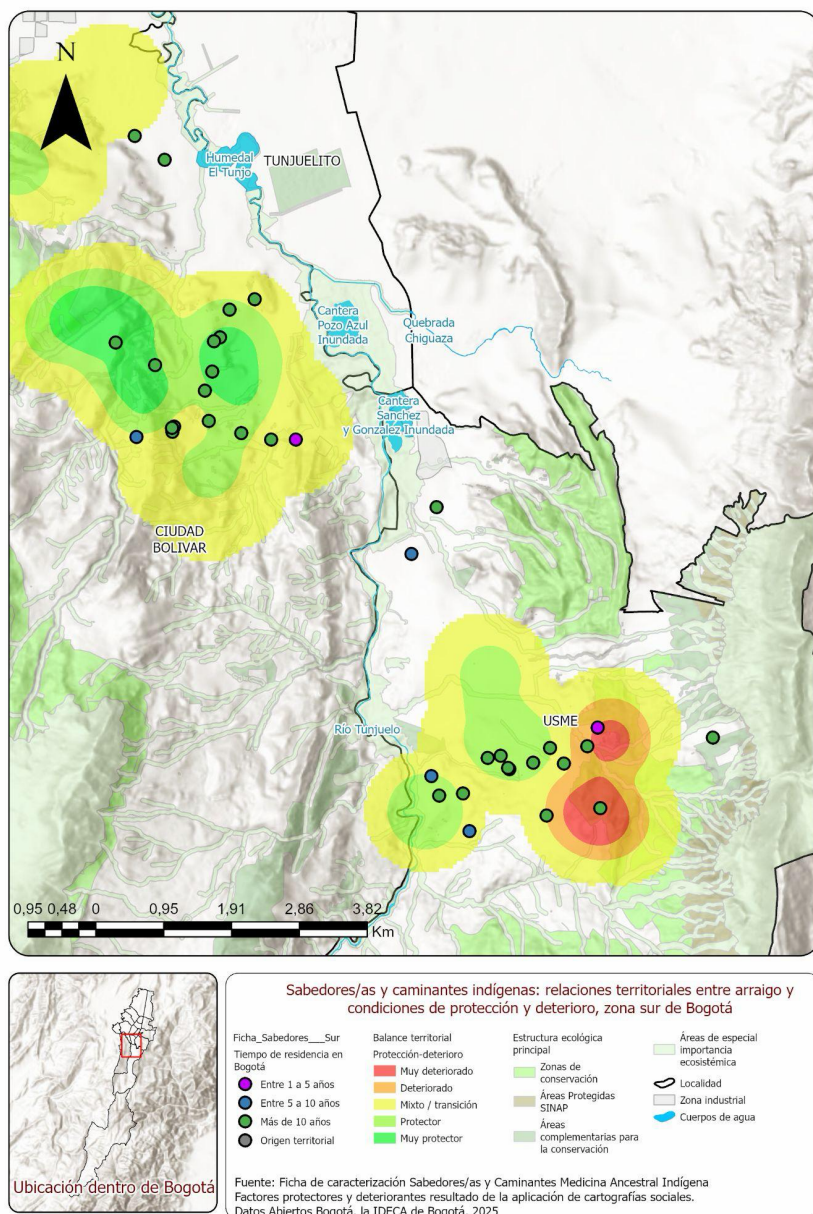 N
Humedal
El Tunjo
TUNJUELITO
Cantera
Pozo Azul
Inundada
Quebrada
Chiguaza
Cantera
Sanchez
y Gonzalez Inundada
CIUDAD
BOLIVAR
USME
Río Tunjuelo
0,95 0,48 0 0,95 1,91 2,86 3,82
Km
Ubicación dentro de Bogotá
Sabedores/as y caminantes indígenas: relaciones territoriales entre arraigo y
condiciones de protección y deterioro, zona sur de Bogotá
Ficha_Sabedores___Sur
Tiempo de residencia en
Bogotá
Entre 1 a 5 años
Entre 5 a 10 años
Más de 10 años
Origen territorial
Balance territorial
Protección-deterioro
Muy deteriorado
Deteriorado
Mixto / transición
Protector
Muy protector
Estructura ecológica
principal
Zonas de
conservación
Áreas Protegidas
SINAP
Áreas
complementarias para
la conservación
Áreas de especial
importancia
ecosistémica
Localidad
Zona industrial
Cuerpos de agua
Fuente: Ficha de caracterización Sabedores/as y Caminantes Medicina Ancestral Indígena
Factores protectores y deteriorantes resultado de la aplicación de cartografías sociales.
Datos Abiertos Bogotá, la IDECA de Bogotá, 2025